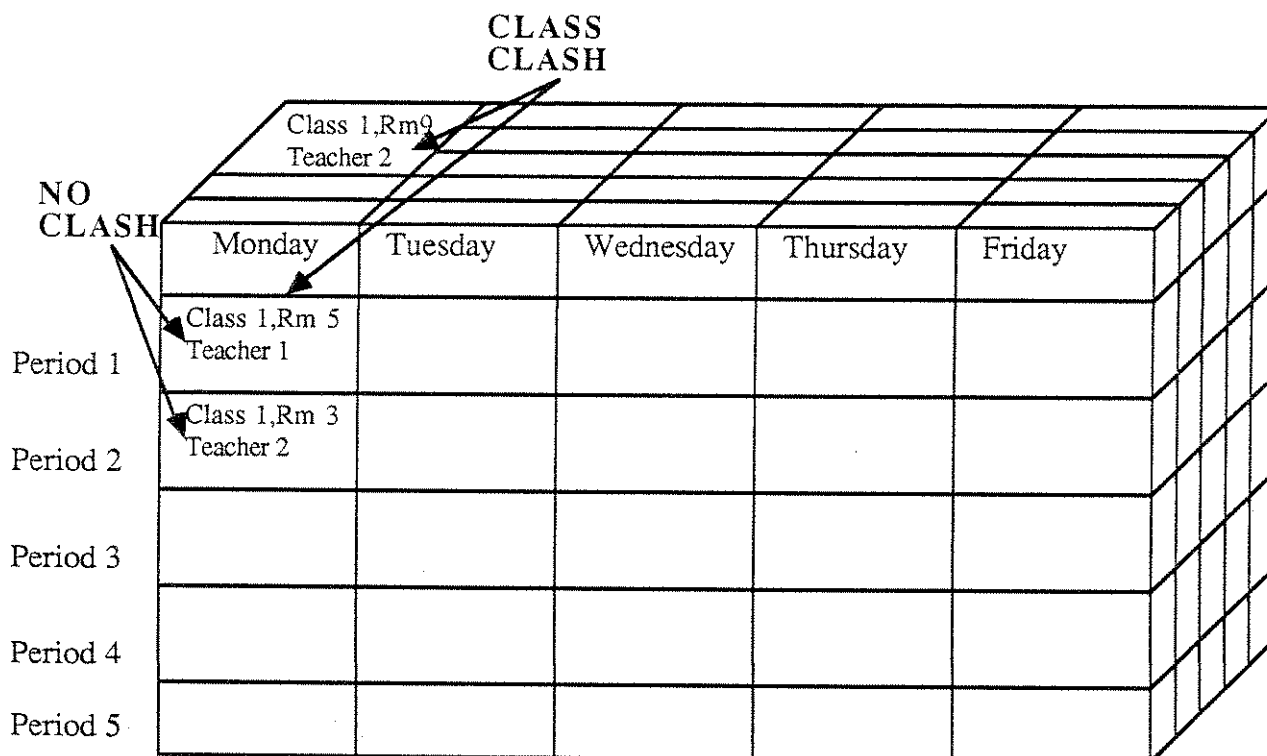 CLASS
CLASH
Class 1,Rm9
Teacher 2
NO
CLASH
Monday
Tuesday
Wednesday
Thursday
Friday
Class 1,Rm 5
Teacher 1
Period 1
Class 1,Rm 3
Teacher 2
Period 2
Period 3
Period 4
Period 5